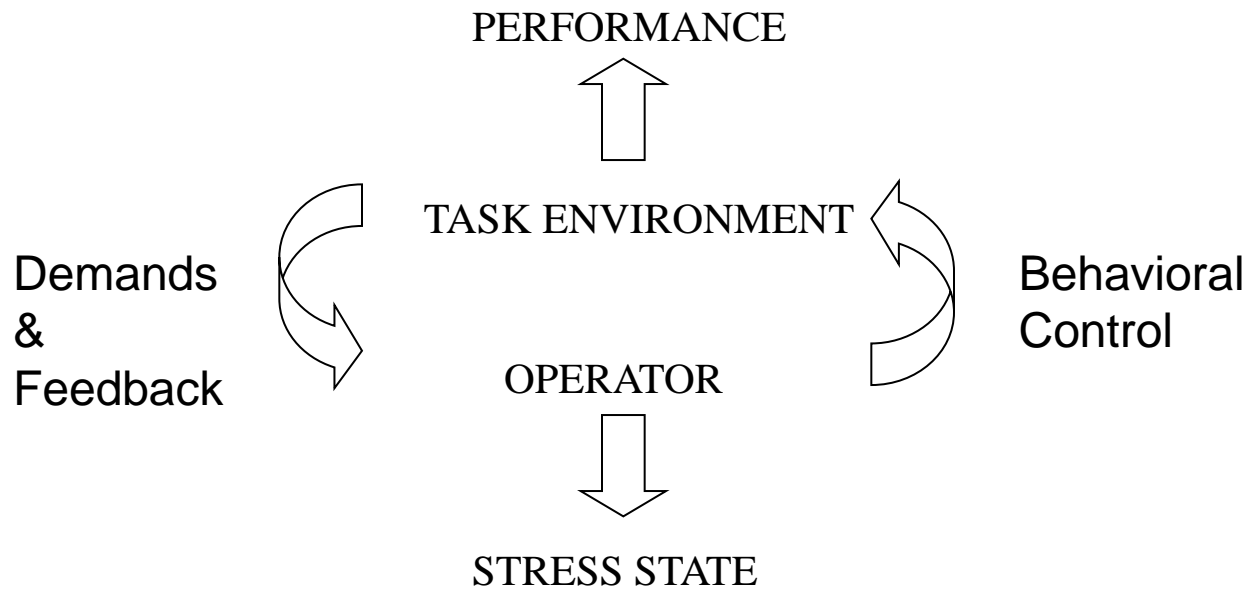 PERFORMANCE
TASK ENVIRONMENT
Demands
&
Feedback
Behavioral
Control
OPERATOR
STRESS STATE